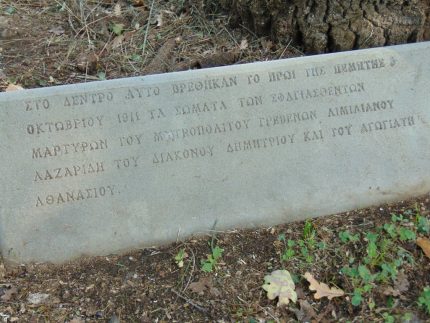 ΣΤΟ ΔΕΝΤΡΟ ΑΥΤΟ ΒΡΕΘΗΚΑΝ ΤΟ ΠΡΩΙ ΤΗΣ ΠΕΜΠΤΗΣ 5
ΟΚΤΩΒΡΙΟΥ 1911 ΤΑ ΣΩΜΑΤΑ ΤΩΝ ΣΦΑΓΙΑΣΘΕΝΤΩΝ
ΜΑΡΤΥΡΩΝ ΤΟΥ ΜΗΤΡΟΠΟΛΙΤΟΥ ΓΡΕΒΕΝΩΝ ΑΙΜΙΛΙΑΝΟΥ
ΛΑΖΑΡΙΔΗ ΤΟΥ ΔΙΑΚΟΝΟΥ ΔΗΜΗΤΡΙΟΥ ΚΑΙ ΤΟΥ ΑΓΩΓΙΑΤΗ
ΑΘΑΝΑΣΙΟΥ.